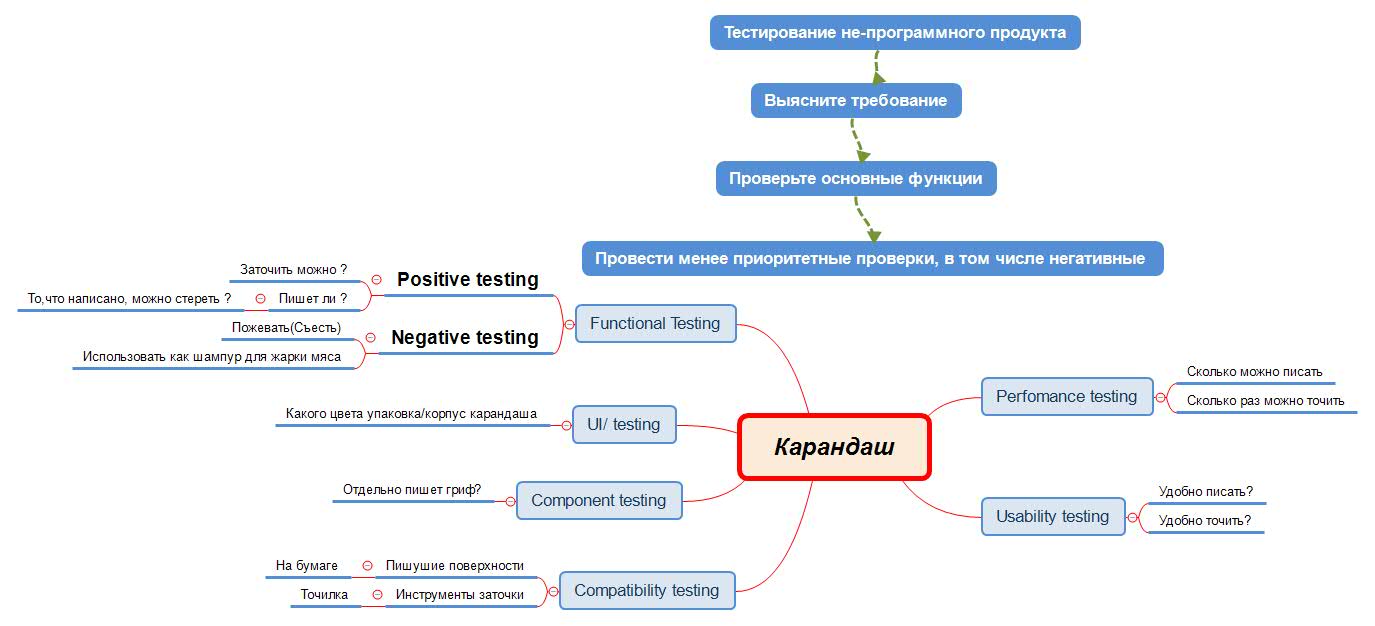 Тестирование не-программного продукта
Выясните требование
Проверьте основные функции
Провести менее приоритетные проверки, в том числе негативные
Заточить можно ?
Positive testing
То,что написано, можно стереть ?
Пишет ли ?
Functional Testing
Пожевать(Съесть)
Negative testing
Использовать как шампур для жарки мяса
Какого цвета упаковка/корпус карандаша
UI/ testing
Отдельно пишет гриф?
Component testing
На бумаге
Пишушие поверхности
Compatibility testing
Точилка
Инструменты заточки
Карандаш
Perfomance testing
Сколько можно писать
Сколько раз можно точить
Usability testing
Удобно писать?
Удобно точить?